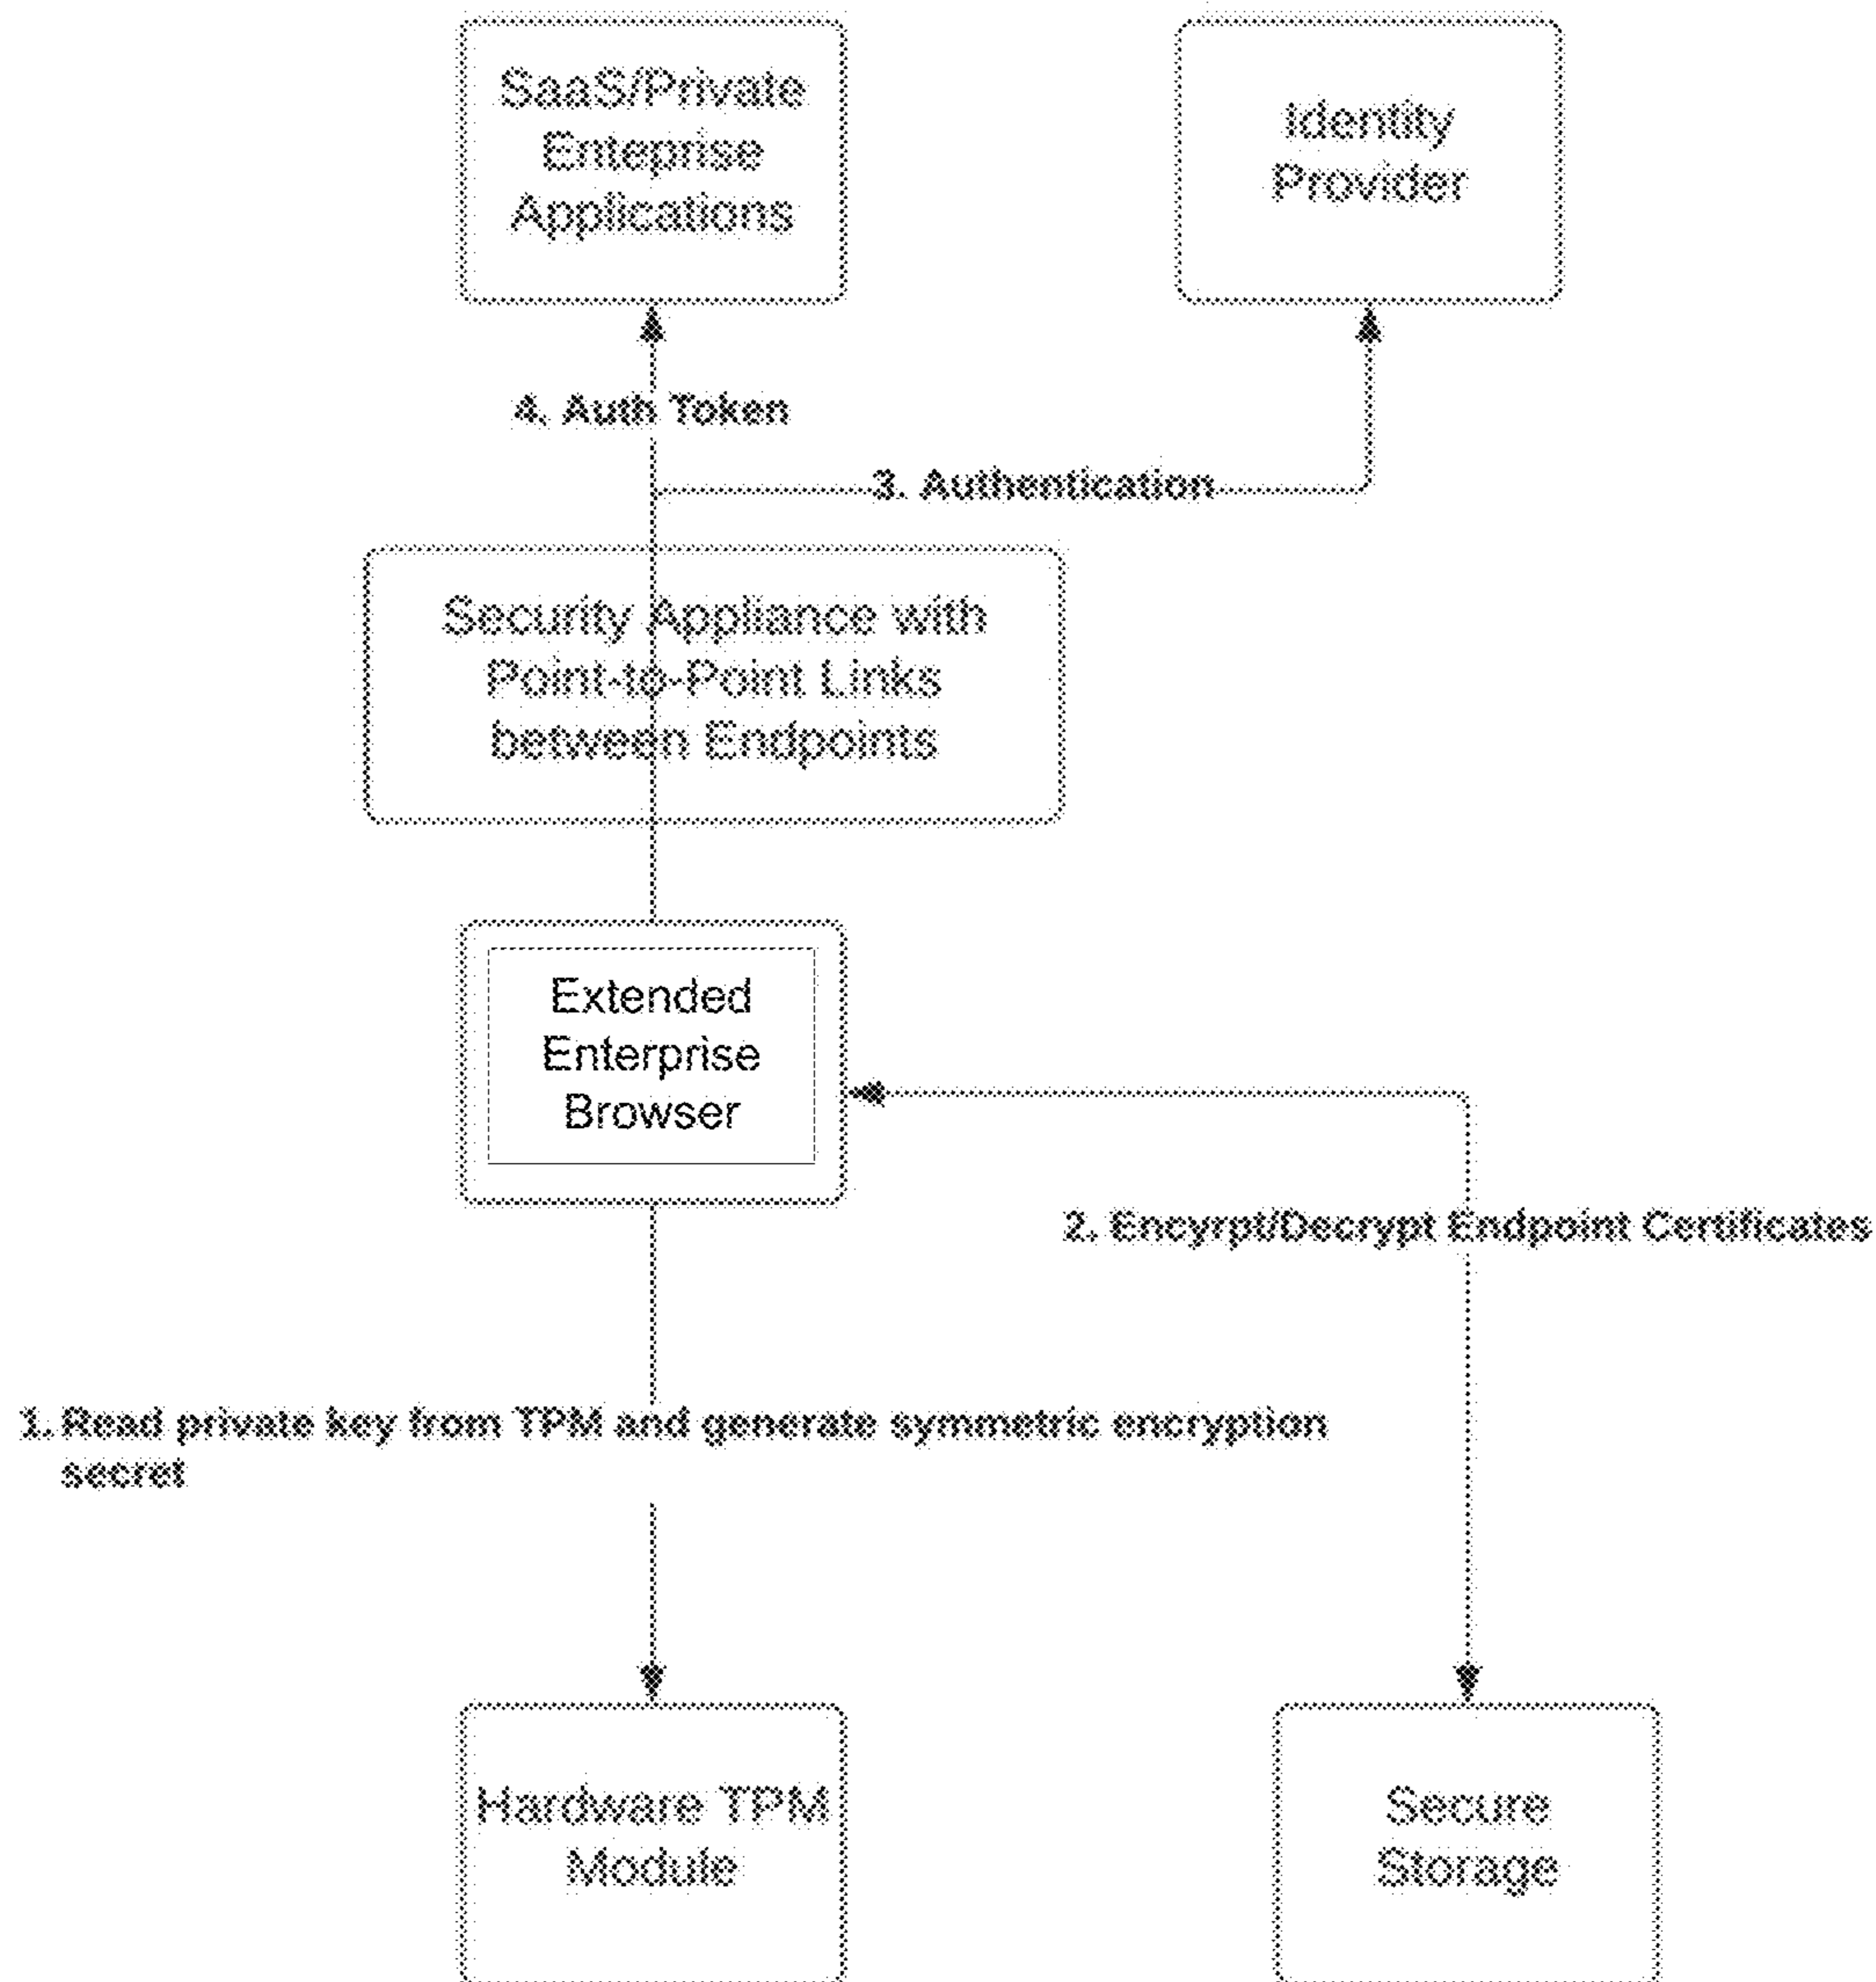 SaaS/Private
Enteprise
Applications
Identity
Provider
4. Auth Token
3. Authentication
Security Appliance with
Point-to-Point Links
between Endpoints
Extended
Enterprise
Browser
2. Encyrpt/Decrypt Endpoint Certificates
1. Read private key from TPM and generate symmetric encryption
secret
Hardware TPM
Module
Secure
Storage